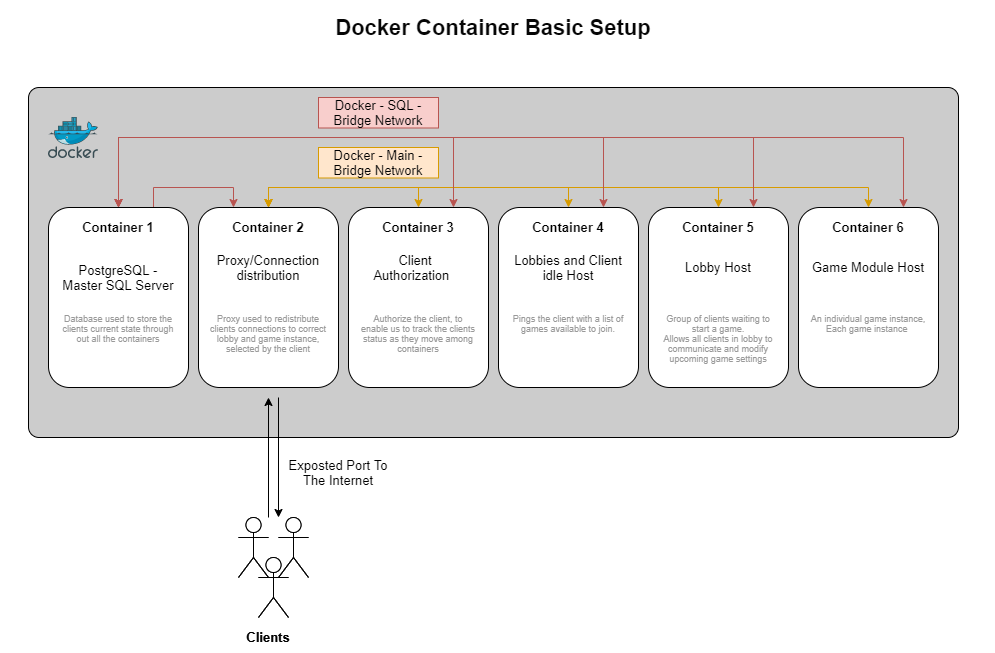 Docker Container Basic Setup
docker
Docker - SQL -
Bridge Network
Docker - Main -
Bridge Network
Container 1
PostgreSQL -
Master SQL Server
Database used to store the
clients current state through
out all the containers
Container 2
Proxy/Connection
distribution
Proxy used to redistribute
clients connections to correct
lobby and game instance,
selected by the client
Container 3
Client
Authorization
Authorize the client, to
enable us to track the clients
status as they move among
containers
Container 4
Lobbies and Client
idle Host
Pings the client with a list of
games available to join.
Container 5
Lobby Host
Group of clients waiting to
start a game.
Allows all clients in lobby to
communicate and modify
upcoming game settings
Container 6
Game Module Host
An individual game instance,
Each game instance
Exposed Port To
The Internet
Clients